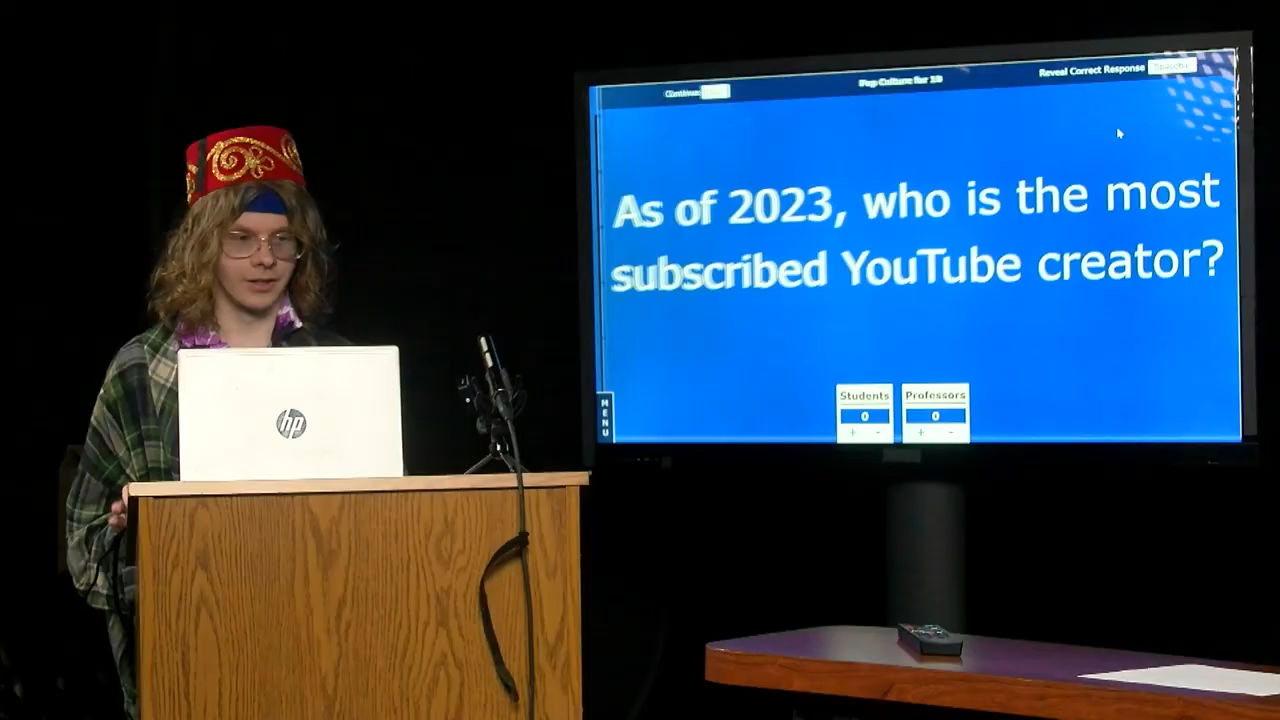 Continue:
Pop Culture for 10
Reveal Correct Response
Spacebar
As of 2023, who is the most
subscribed YouTube creator?
MENU
Students
Professors
0
0
+ -
+ -
hp